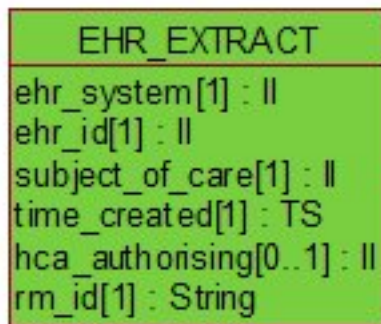 EHR_EXTRACT
ehr_system[1] : II
ehr_id[1] : II
subject_of_care[1] : II
time_created[1] : TS
hca_authorising[0..1] : II
rm_id[1] : String